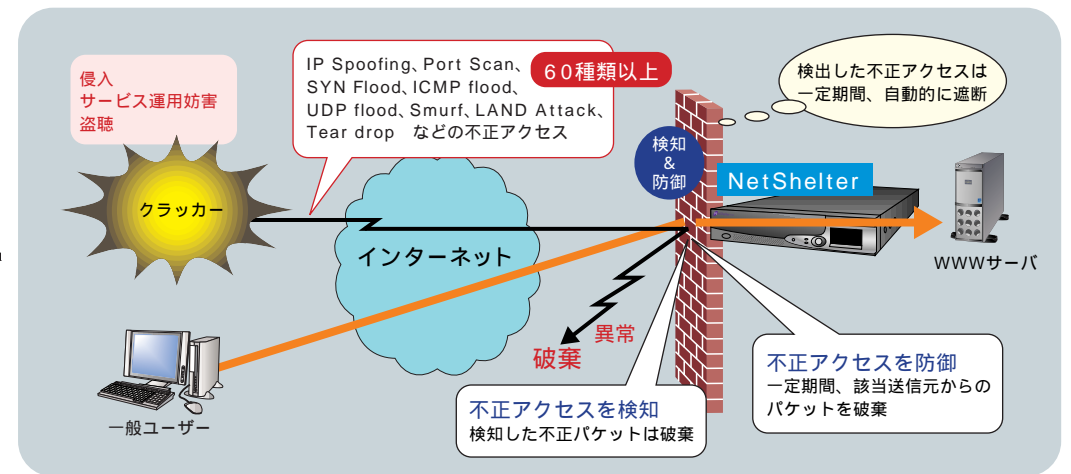 侵入
サービス運用妨害
盗聴
IP Spoofing、Port Scan、
SYN Flood、ICMP flood、
UDP flood、Smurf、LAND Attack、
Tear drop などの不正アクセス
60種類以上
検出した不正アクセスは
一定期間、自動的に遮断
検知
&
防御
NetShelter
クラッカー
インターネット
WWWサーバ
異常
破棄
一般ユーザー
不正アクセスを検知
検知した不正パケットは破棄
不正アクセスを防御
一定期間、該当送信元からの
パケットを破棄